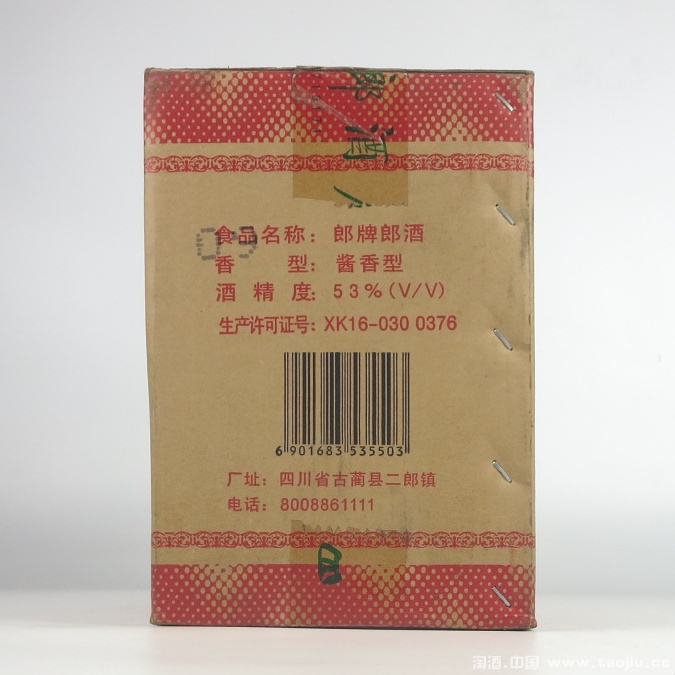 郎
酒
食品名称：郎牌郎酒
香 型：酱香型
酒精度：53%(V/V)
生产许可证号：XK16-030 0376
6 901683 535503
厂址：四川省古蔺县二郎镇
电话：8008861111
淘酒.中国 www.taojiu.cc